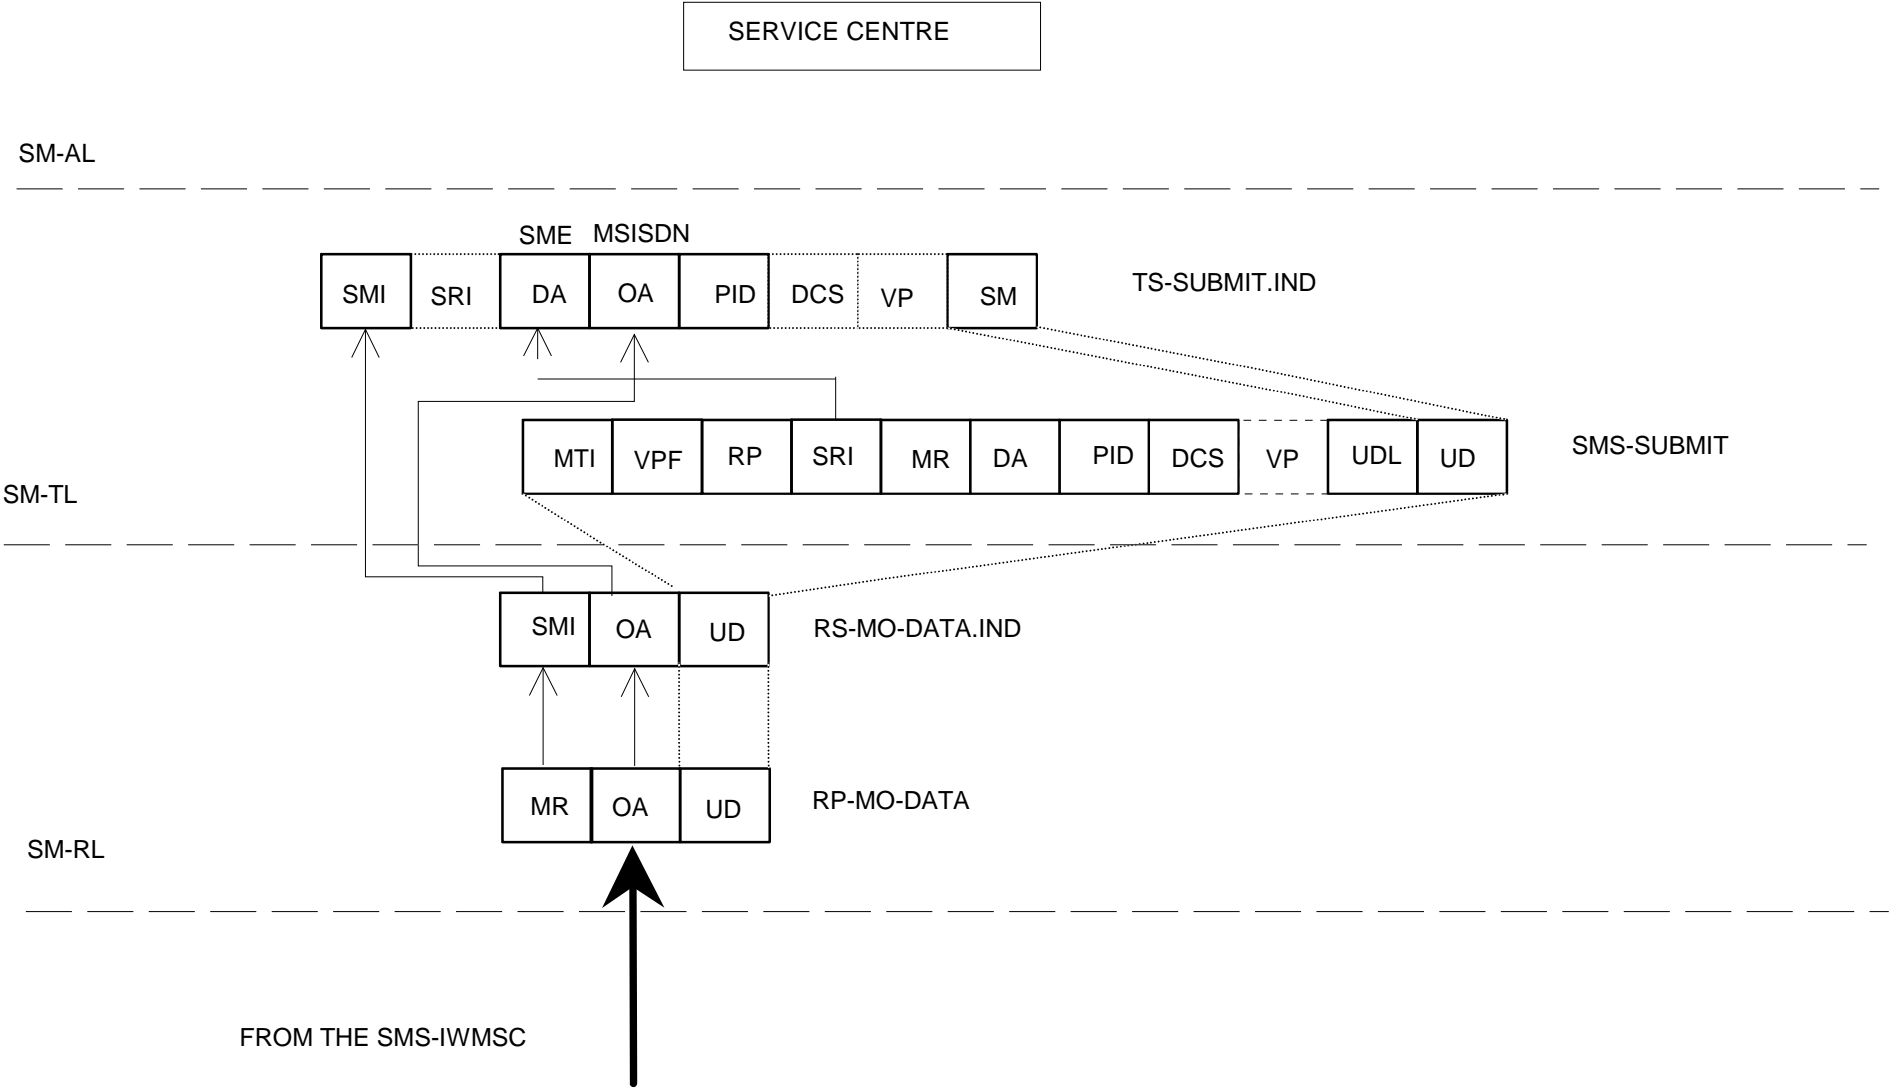 SERVICE CENTRE
SM-AL
SME MSISDN
SMI SRI DA OA PID DCS VP SM TS-SUBMIT.IND
MTI VPF RP SRI MR DA PID DCS VP UDL UD SMS-SUBMIT
SM-TL
SMI OA UD RS-MO-DATA.IND
MR OA UD RP-MO-DATA
SM-RL
FROM THE SMS-IWMSC